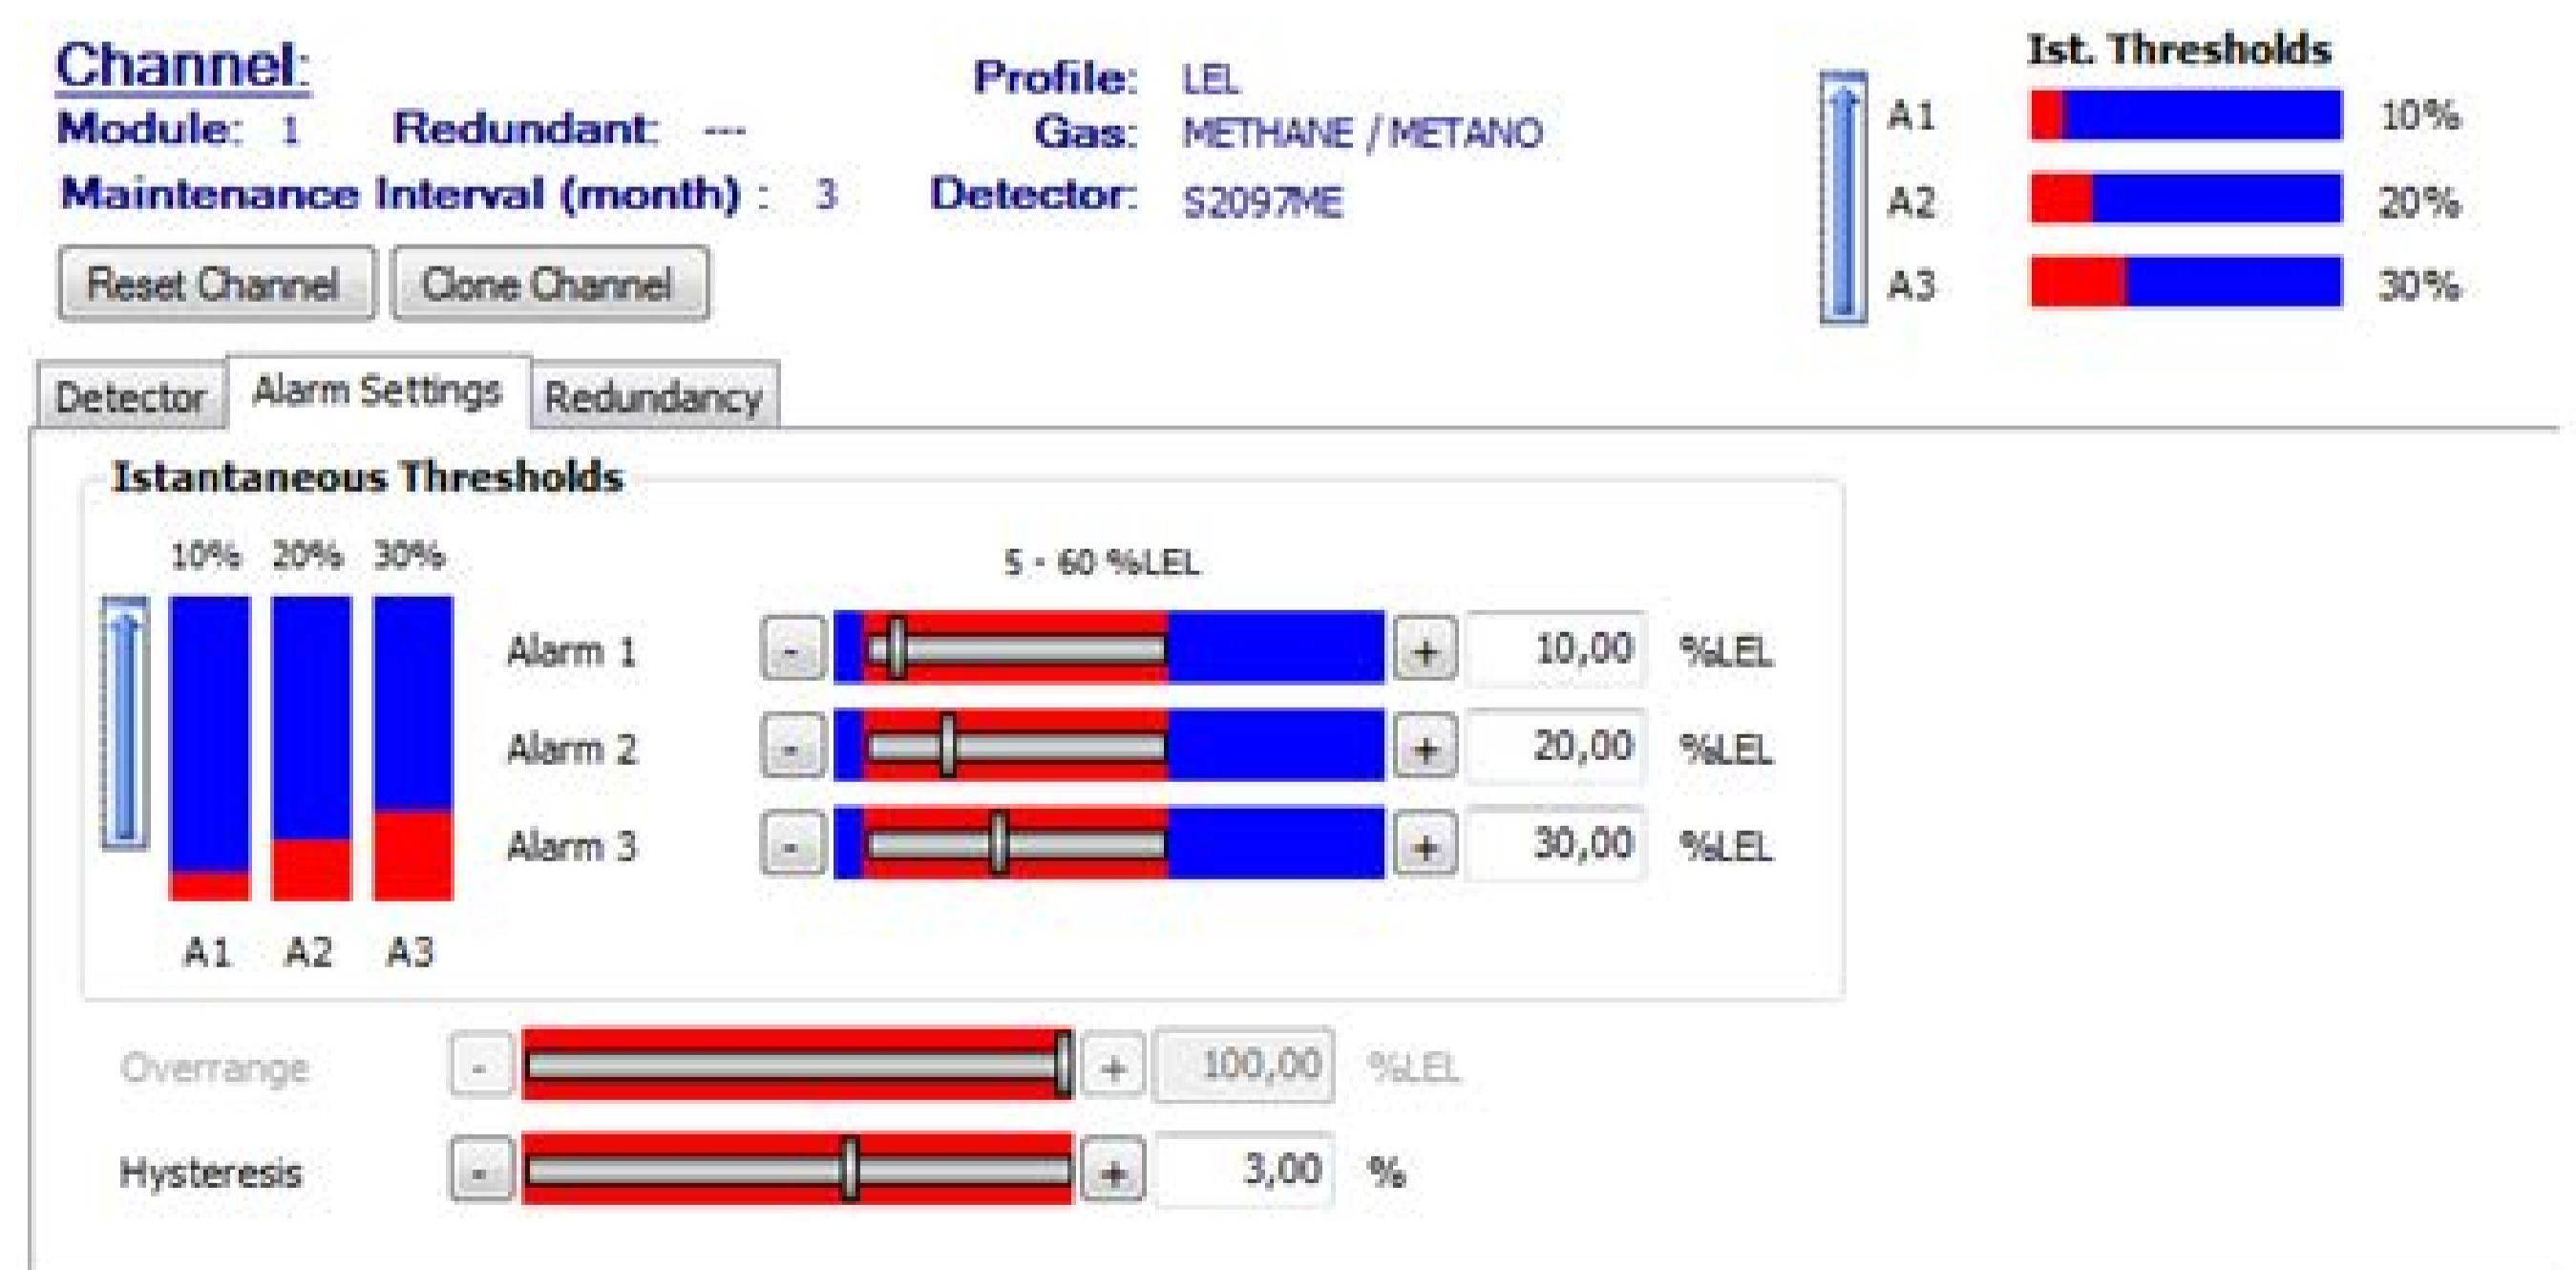 Channel:
Module: 1 Redundant: ---
Maintenance Interval (month) : 3
Profile: LEL
Gas: METHANE / METANO
Detector: S2097ME
Ist. Thresholds
A1 10%
A2 20%
A3 30%
Reset Channel Clone Channel
Detector Alarm Settings Redundancy
Istantaneous Thresholds
10% 20% 30%
A1 A2 A3
5 - 60 %LEL
Alarm 1 - + 10,00 %LEL
Alarm 2 - + 20,00 %LEL
Alarm 3 - + 30,00 %LEL
Overrange - + 100,00 %LEL
Hysteresis - + 3,00 %